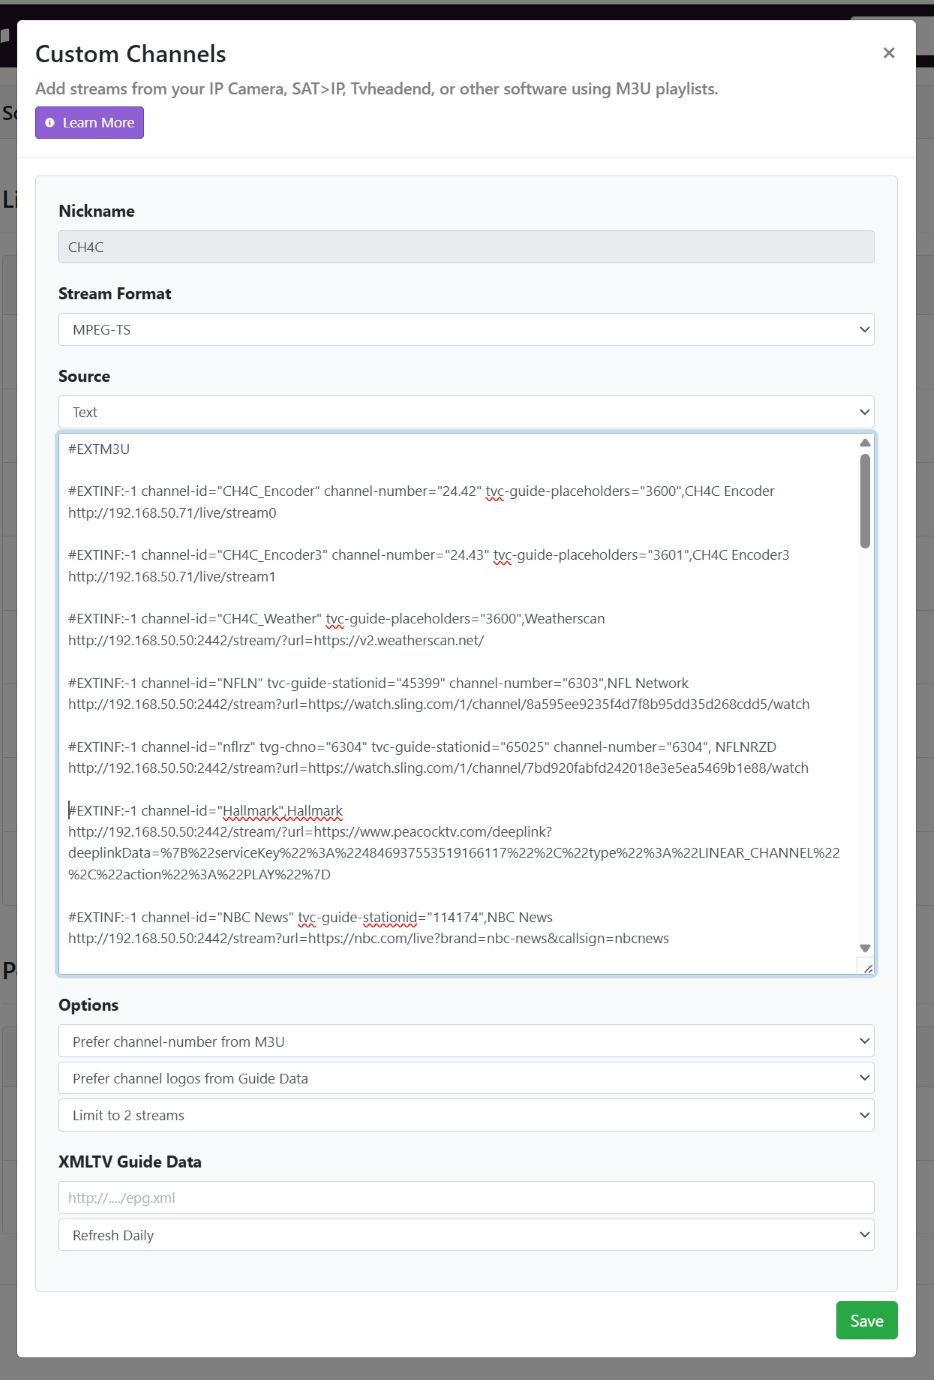 Custom Channels
×
Add streams from your IP Camera, SAT>IP, Tvheadend, or other software using M3U playlists.
Learn More
Nickname
CH4C
Stream Format
MPEG-TS
Source
Text
#EXTM3U
#EXTINF:-1 channel-id="CH4C_Encoder" channel-number="24.42" tvc-guide-placeholders="3600",CH4C Encoder
http://192.168.50.71/live/stream0
#EXTINF:-1 channel-id="CH4C_Encoder3" channel-number="24.43" tvc-guide-placeholders="3601",CH4C Encoder3
http://192.168.50.71/live/stream1
#EXTINF:-1 channel-id="CH4C_Weather" tvc-guide-placeholders="3600",Weatherscan
http://192.168.50.50:2442/stream/?url=https://v2.weatherscan.net/
#EXTINF:-1 channel-id="NFLN" tvc-guide-stationid="45399" channel-number="6303",NFL Network
http://192.168.50.50:2442/stream?url=https://watch.sling.com/1/channel/8a595ee9235f4d7f8b95dd35d268cdd5/watch
#EXTINF:-1 channel-id="nflrz" tvg-chno="6304" tvc-guide-stationid="65025" channel-number="6304", NFLNRZD
http://192.168.50.50:2442/stream?url=https://watch.sling.com/1/channel/7bd920fabfd242018e3e5ea5469b1e88/watch
#EXTINF:-1 channel-id="Hallmark",Hallmark
http://192.168.50.50:2442/stream/?url=https://www.peacocktv.com/deeplink?
deeplinkData=%7B%22serviceKey%22%3A%224846937553519166117%22%2C%22type%22%3A%22LINEAR_CHANNEL%22
%2C%22action%22%3A%22PLAY%22%7D
#EXTINF:-1 channel-id="NBC News" tvc-guide-stationid="114174",NBC News
http://192.168.50.50:2442/stream?url=https://nbc.com/live?brand=nbc-news&callsign=nbcnews
Options
Prefer channel-number from M3U
Prefer channel logos from Guide Data
Limit to 2 streams
XMLTV Guide Data
http://..../epg.xml
Refresh Daily
Save